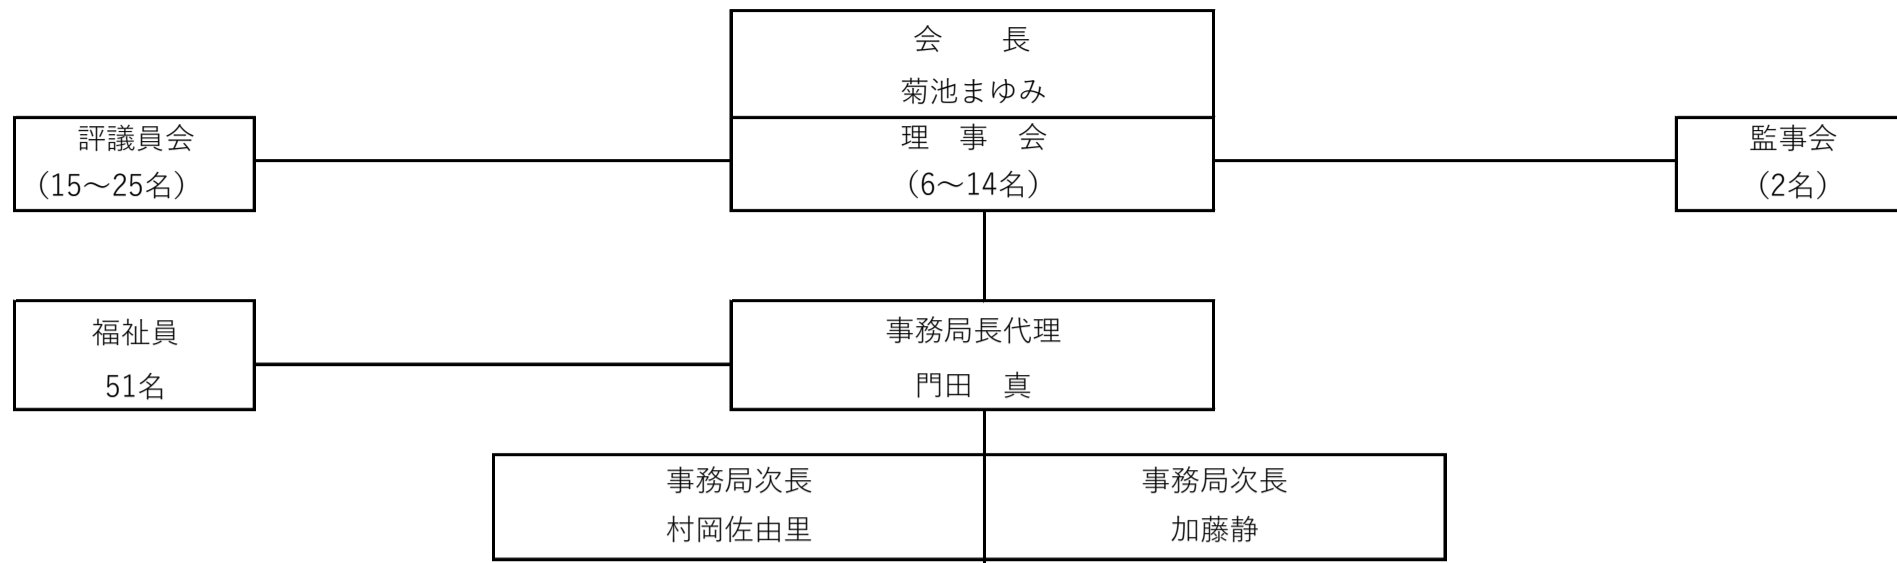 会　　長
菊池まゆみ
評議員会
(15～25名)
理　事　会
(6～14名)
監事会
(2名)
福祉員
51名
事務局長代理
門田　真
事務局次長
村岡佐由里
事務局次長
加藤静